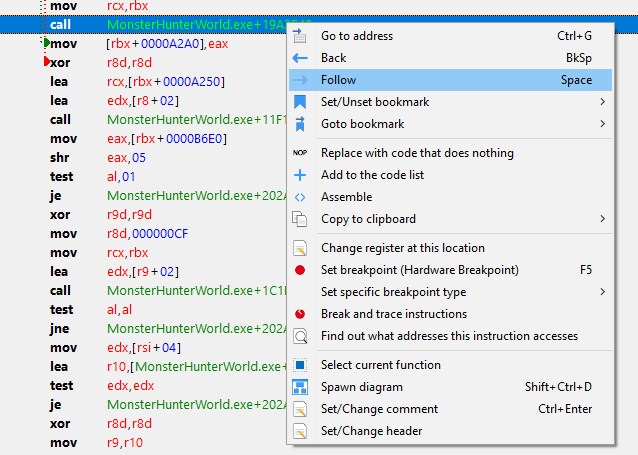 mov rcx,rbx
call MonsterHunterWorld.exe+19A
mov [rbx+0000A2A0],eax
xor r8d,r8d
lea rcx,[rbx+0000A250]
lea edx,[r8+02]
call MonsterHunterWorld.exe+11F
mov eax,[rbx+0000B6E0]
shr eax,05
test al,01
je MonsterHunterWorld.exe+202A
xor r9d,r9d
mov r8d,000000CF
mov rcx,rbx
lea edx,[r9+02]
call MonsterHunterWorld.exe+1C1
test al,al
jne MonsterHunterWorld.exe+202A
mov edx,[rsi+04]
lea r10,[MonsterHunterWorld.exe+
test edx,edx
je MonsterHunterWorld.exe+202A
xor r8d,r8d
mov r9,r10
Go to address Ctrl+G
Back BkSp
Follow Space
Set/Unset bookmark
Goto bookmark
NOP Replace with code that does nothing
Add to the code list
Assemble
Copy to clipboard
Change register at this location
Set breakpoint (Hardware Breakpoint) F5
Set specific breakpoint type
Break and trace instructions
Find out what addresses this instruction accesses
Select current function
Spawn diagram Shift+Ctrl+D
Set/Change comment Ctrl+Enter
Set/Change header